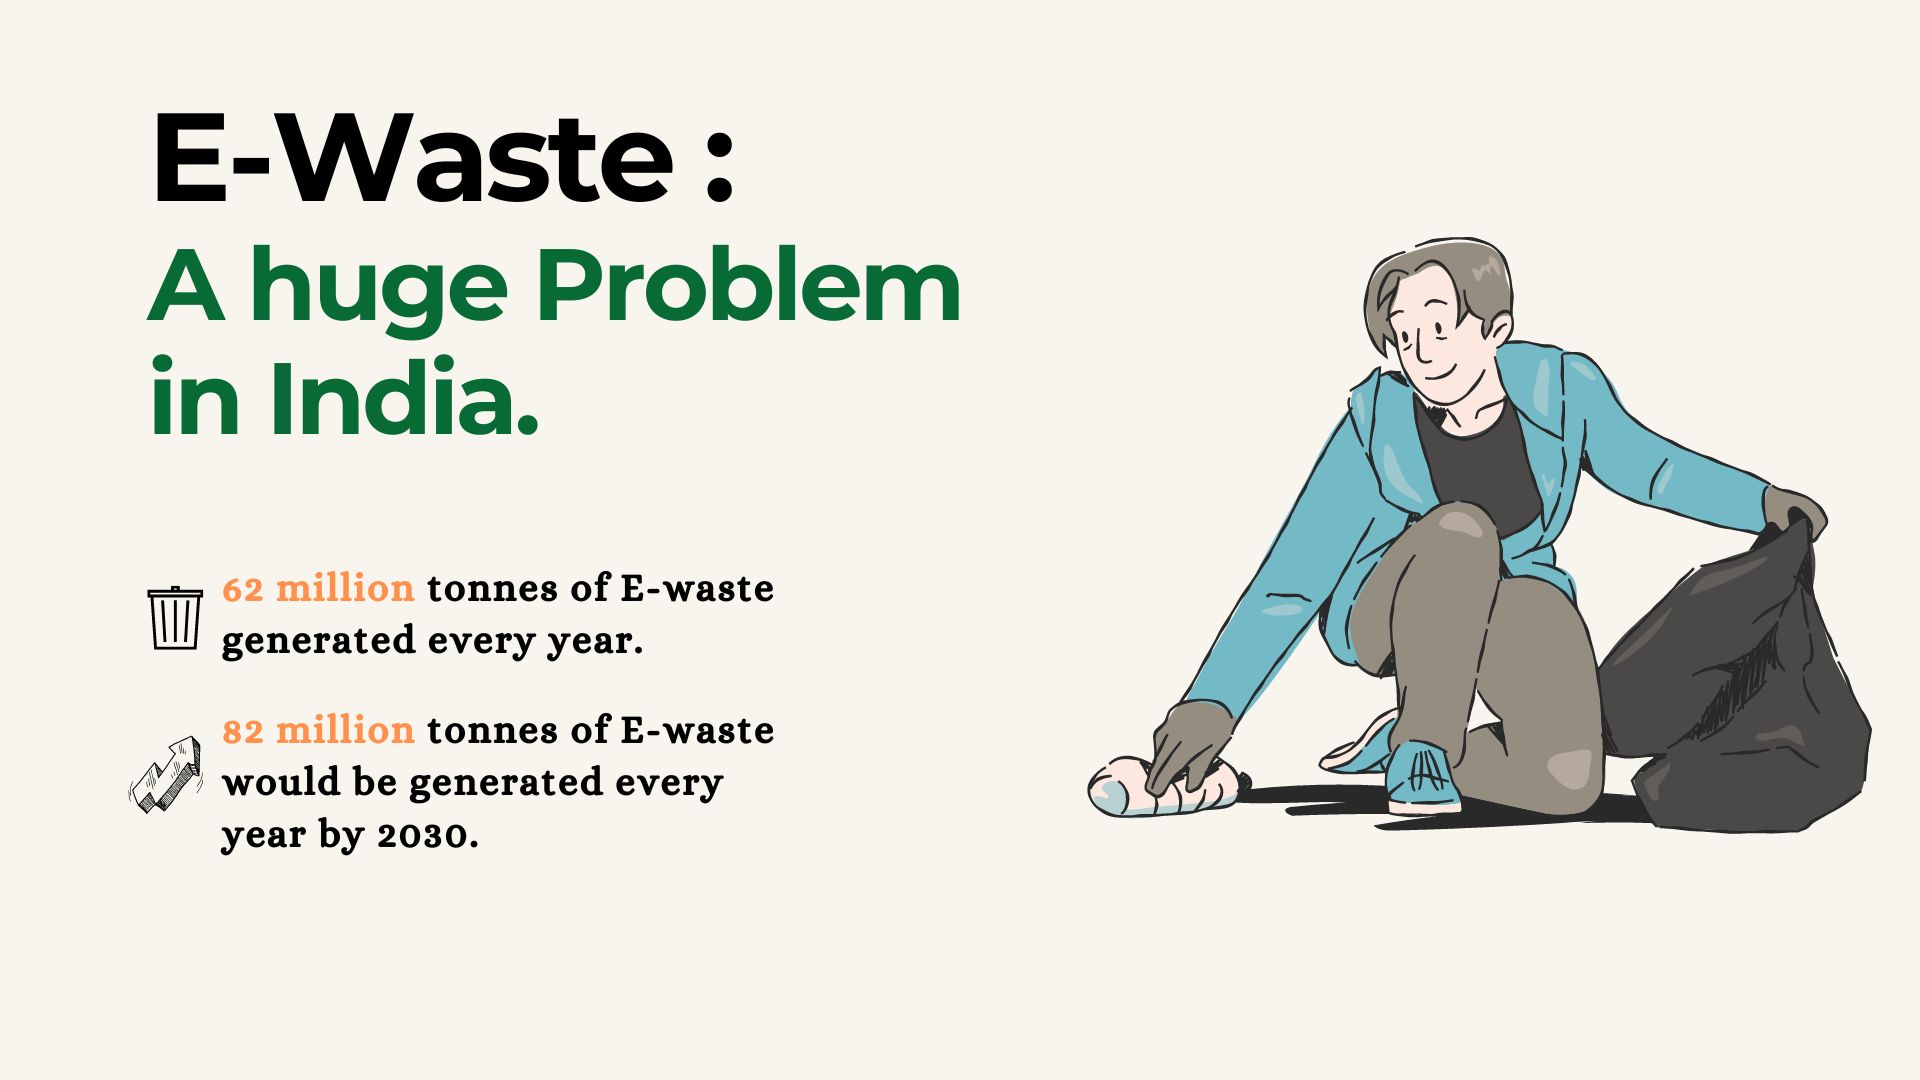 E-Waste :
A huge Problem
in India.
62 million tonnes of E-waste
generated every year.
82 million tonnes of E-waste
would be generated every
year by 2030.